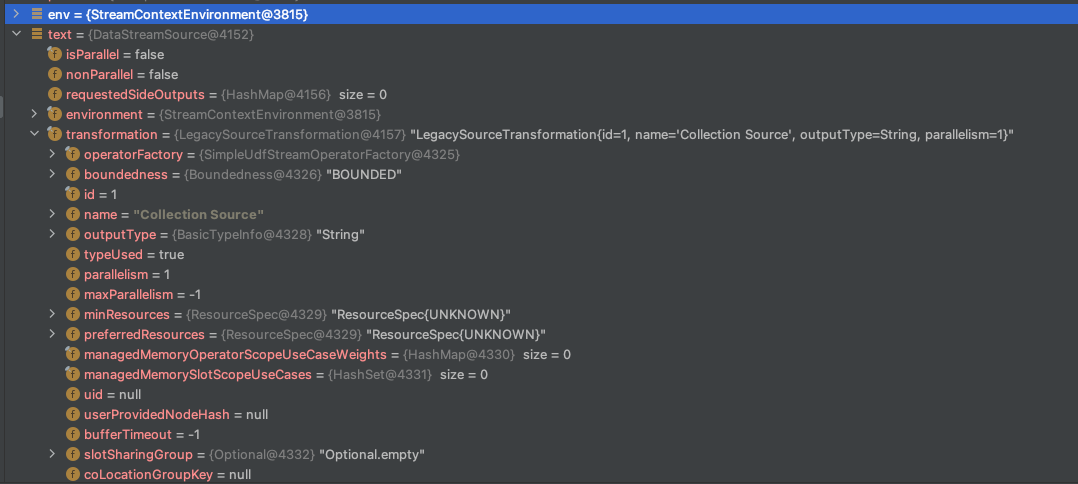 env = {StreamContextEnvironment@3815}
text = {DataStreamSource@4152}
isParallel = false
nonParallel = false
requestedSideOutputs = {HashMap@4156} size = 0
environment = {StreamContextEnvironment@3815}
transformation = {LegacySourceTransformation@4157} "LegacySourceTransformation{id=1, name='Collection Source', outputType=String, parallelism=1}"
operatorFactory = {SimpleUdfStreamOperatorFactory@4325}
boundedness = {Boundedness@4326} "BOUNDED"
id = 1
name = "Collection Source"
outputType = {BasicTypeInfo@4328} "String"
typeUsed = true
parallelism = 1
maxParallelism = -1
minResources = {ResourceSpec@4329} "ResourceSpec{UNKNOWN}"
preferredResources = {ResourceSpec@4329} "ResourceSpec{UNKNOWN}"
managedMemoryOperatorScopeUseCaseWeights = {HashMap@4330} size = 0
managedMemorySlotScopeUseCases = {HashSet@4331} size = 0
uid = null
userProvidedNodeHash = null
bufferTimeout = -1
slotSharingGroup = {Optional@4332} "Optional.empty"
coLocationGroupKey = null